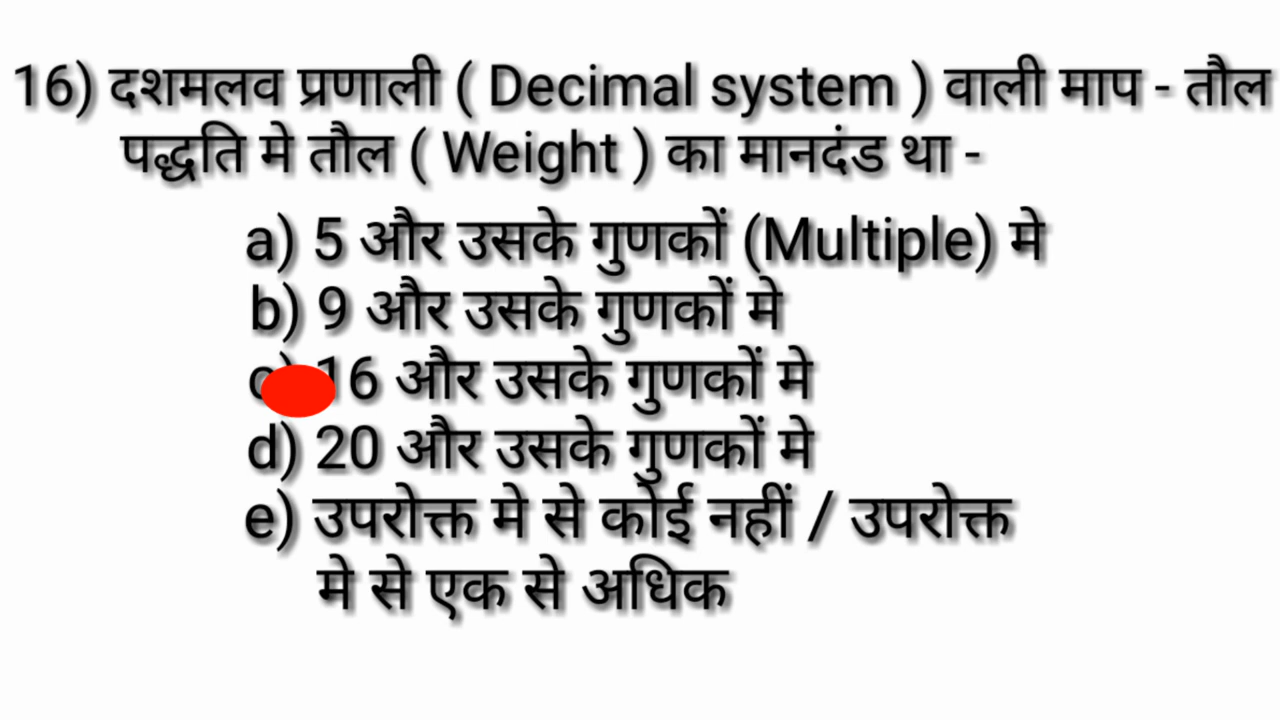 16) दशमलव प्रणाली ( Decimal system ) वाली माप - तौल
पद्धति मे तौल ( Weight ) का मानदंड था -
a) 5 और उसके गुणकों (Multiple) मे
b) 9 और उसके गुणकों मे
c) 16 और उसके गुणकों मे
d) 20 और उसके गुणकों मे
e) उपरोक्त मे से कोई नहीं / उपरोक्त
मे से एक से अधिक